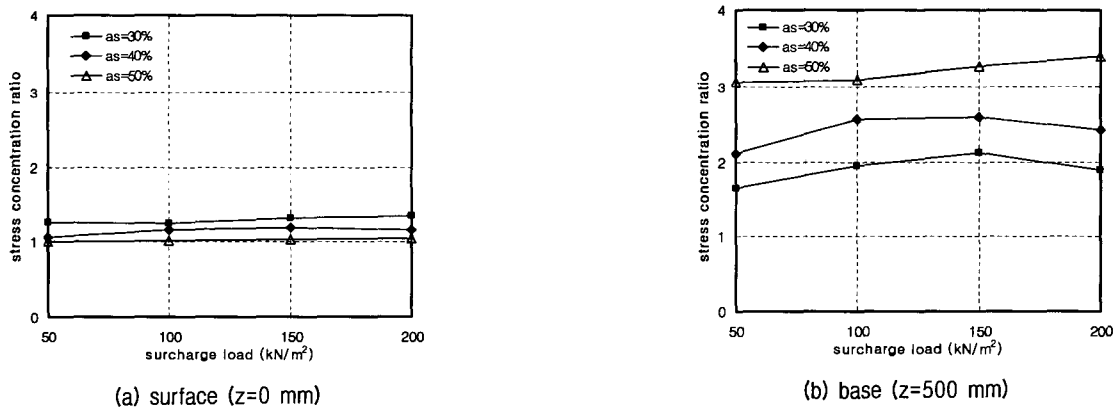 4
3
2
1
0
stress concentration ratio
as=30%
as=40%
as=50%
50 100 150 200
surcharge load (kN/m²)
(a) surface (z=0 mm)
4
3
2
1
0
stress concentration ratio
as=30%
as=40%
as=50%
50 100 150 200
surcharge load (kN/m²)
(b) base (z=500 mm)